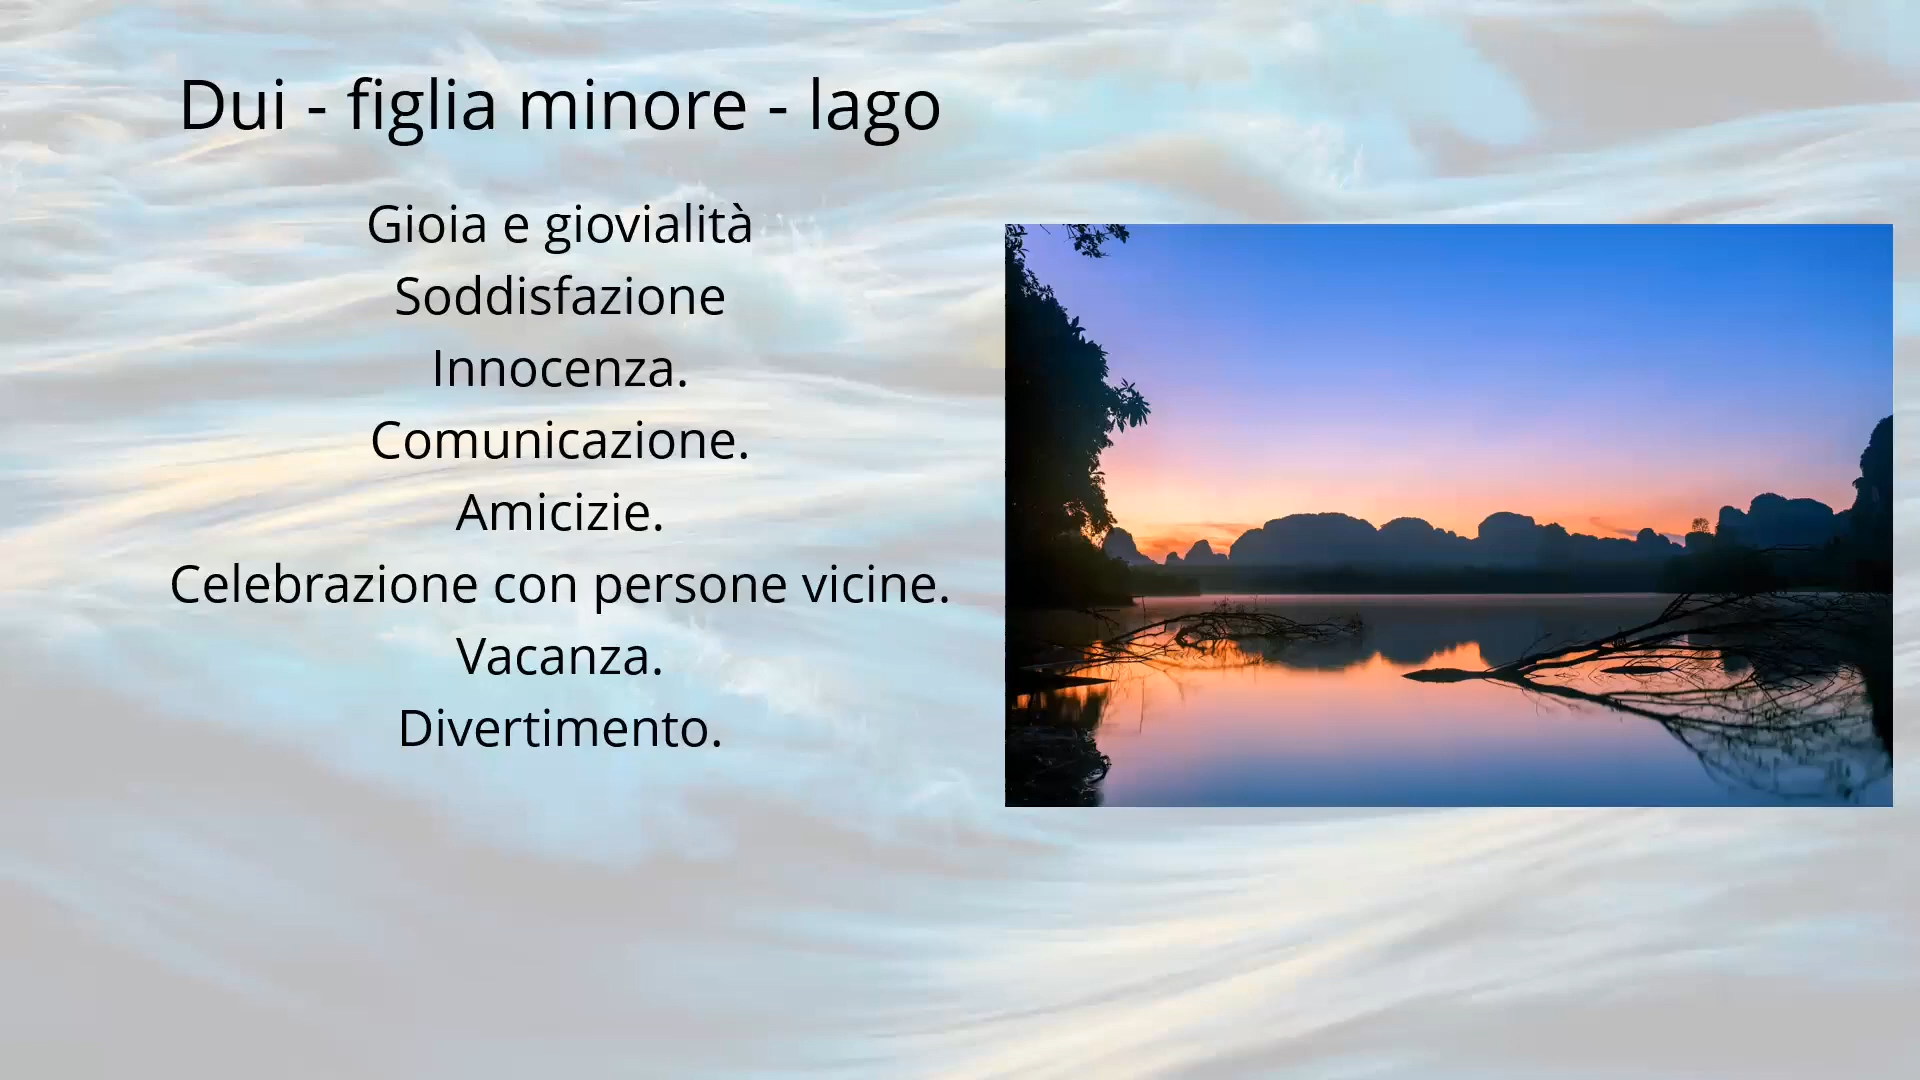 Dui - figlia minore - lago
Gioia e giovialità
Soddisfazione
Innocenza.
Comunicazione.
Amicizie.
Celebrazione con persone vicine.
Vacanza.
Divertimento.